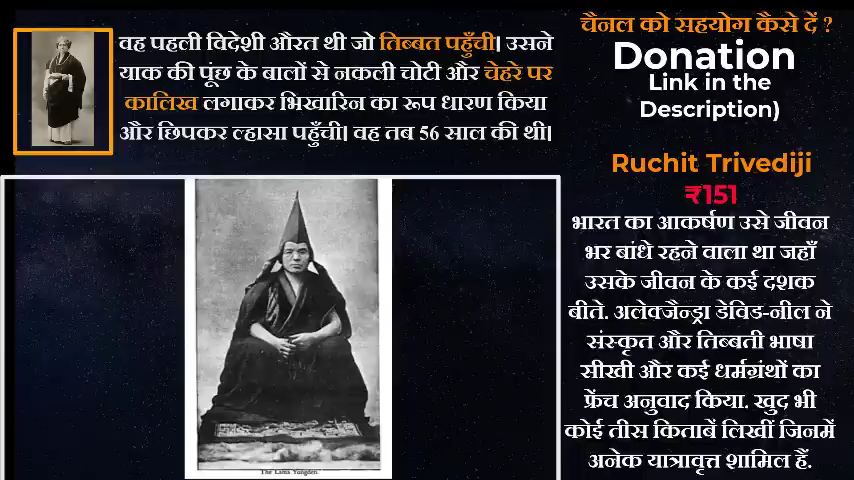 वह पहली विदेशी औरत थी जो तिब्बत पहुँची। उसने
याक की पूंछ के बालों से नकली चोटी और चेहरे पर
कालिख लगाकर भिखारिन का रूप धारण किया
और छिपकर ल्हासा पहुँची। वह तब 56 साल की थी।
The Lama Yongden.
चैनल को सहयोग कैसे दें ?
Donation
Link in the
Description)
Ruchit Trivediji
₹151
भारत का आकर्षण उसे जीवन
भर बांधे रहने वाला था जहाँ
उसके जीवन के कई दशक
बीते. अलेक्जैन्ड्रा डेविड-नील ने
संस्कृत और तिब्बती भाषा
सीखी और कई धर्मग्रंथों का
फ्रेंच अनुवाद किया. खुद भी
कोई तीस किताबें लिखीं जिनमें
अनेक यात्रावृत्त शामिल हैं.